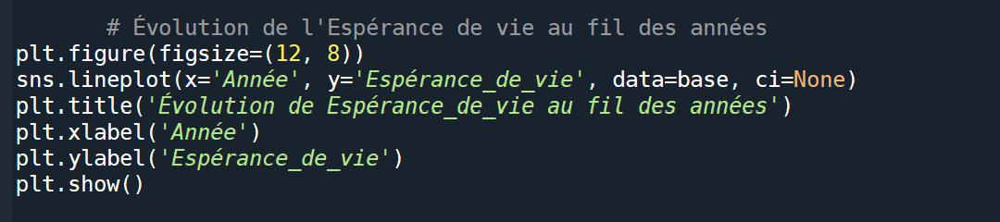 # Évolution de l'Espérance de vie au fil des années
plt.figure(figsize=(12, 8))
sns.lineplot(x='Année', y='Espérance_de_vie', data=base, ci=None)
plt.title('Évolution de Espérance_de_vie au fil des années')
plt.xlabel('Année')
plt.ylabel('Espérance_de_vie')
plt.show()